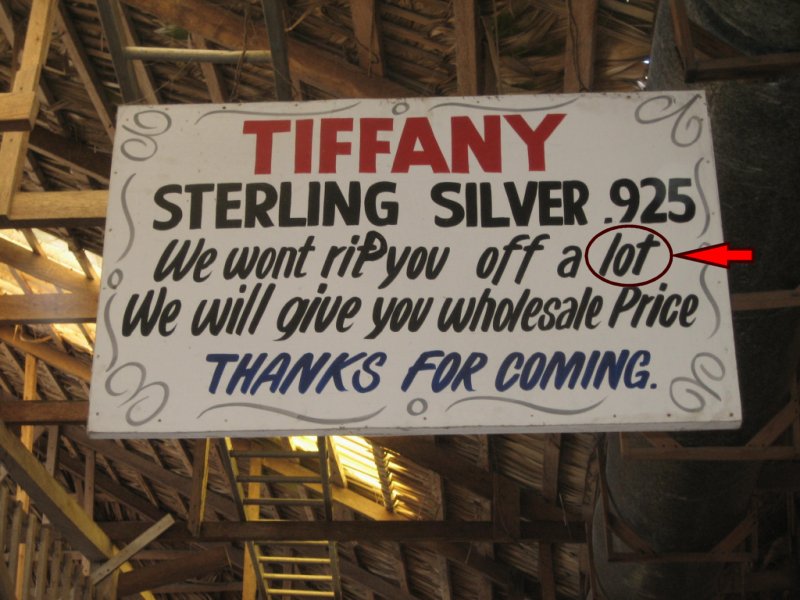 TIFFANY
STERLING SILVER .925
We wont rip you off a lot
We will give you wholesale Price
THANKS FOR COMING.